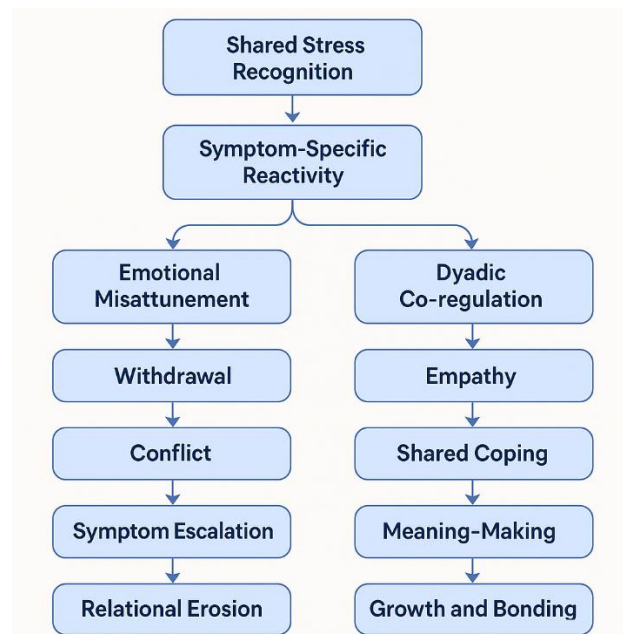 Shared Stress
Recognition
Symptom-Specific
Reactivity
Emotional
Misattunement
Dyadic
Co-regulation
Withdrawal
Empathy
Conflict
Shared Coping
Symptom Escalation
Meaning-Making
Relational Erosion
Growth and Bonding